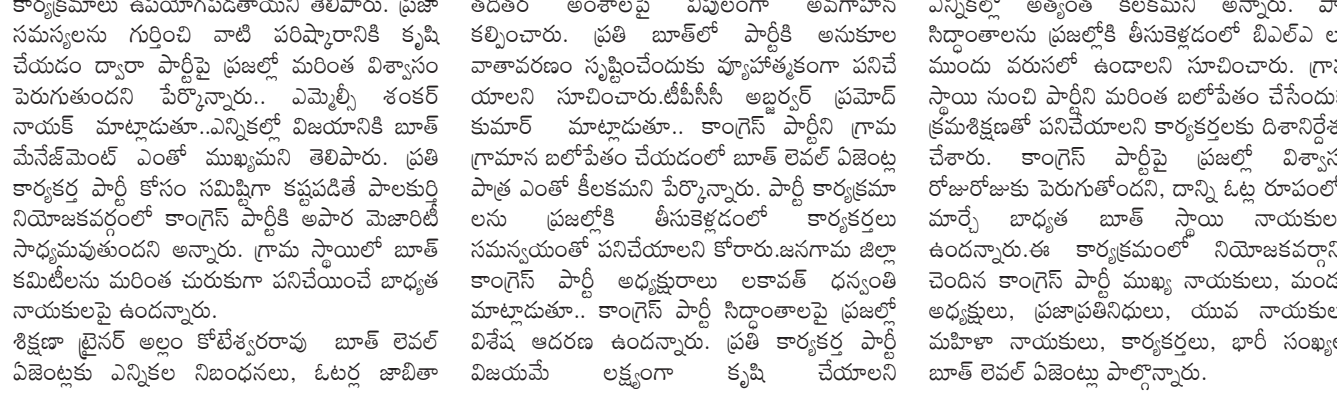 కార్యక్రమాలు ఉపయోగపడతాయని తెలిపారు. ప్రజా
సమస్యలను గుర్తించి వాటి పరిష్కారానికి కృషి
చేయడం ద్వారా పార్టీపై ప్రజల్లో మరింత విశ్వాసం
పెరుగుతుందని పేర్కొన్నారు.. ఎమ్మెల్సీ శంకర్
నాయక్ మాట్లాడుతూ..ఎన్నికల్లో విజయానికి బూత్
మేనేజ్‌మెంట్ ఎంతో ముఖ్యమని తెలిపారు. ప్రతి
కార్యకర్త పార్టీ కోసం సమిష్టిగా కష్టపడితే పాలకుర్తి
నియోజకవర్గంలో కాంగ్రెస్ పార్టీకి అపార మెజారిటీ
సాధ్యమవుతుందని అన్నారు. గ్రామ స్థాయిలో బూత్
కమిటీలను మరింత చురుకుగా పనిచేయించే బాధ్యత
నాయకులపై ఉందన్నారు.
శిక్షణా ట్రైనర్ అల్లం కోటేశ్వరరావు బూత్ లెవల్
ఏజెంట్లకు ఎన్నికల నిబంధనలు, ఓటర్ల జాబితా
తదితర అంశాలపై విపులంగా అవగాహన
కల్పించారు. ప్రతి బూత్‌లో పార్టీకి అనుకూల
వాతావరణం సృష్టించేందుకు వ్యూహాత్మకంగా పనిచే
యాలని సూచించారు.టీపీసీసీ అబ్జర్వర్ ప్రమోద్
కుమార్ మాట్లాడుతూ.. కాంగ్రెస్ పార్టీని గ్రామ
గ్రామాన బలోపేతం చేయడంలో బూత్ లెవల్ ఏజెంట్ల
పాత్ర ఎంతో కీలకమని పేర్కొన్నారు. పార్టీ కార్యక్రమా
లను ప్రజల్లోకి తీసుకెళ్లడంలో కార్యకర్తలు
సమన్వయంతో పనిచేయాలని కోరారు.జనగామ జిల్లా
కాంగ్రెస్ పార్టీ అధ్యక్షురాలు లకావత్ ధన్వంతి
మాట్లాడుతూ.. కాంగ్రెస్ పార్టీ సిద్ధాంతాలపై ప్రజల్లో
విశేష ఆదరణ ఉందన్నారు. ప్రతి కార్యకర్త పార్టీ
విజయమే లక్ష్యంగా కృషి చేయాలని
ఎన్నికల్లో అత్యంత కీలకమని అన్నారు.
సిద్ధాంతాలను ప్రజల్లోకి తీసుకెళ్లడంలో బిఎల్ఎ
ముందు వరుసలో ఉండాలని సూచించారు.
స్థాయి నుంచి పార్టీని మరింత బలోపేతం
క్రమశిక్షణతో పనిచేయాలని కార్యకర్తలకు
చేశారు. కాంగ్రెస్ పార్టీపై ప్రజల్లో
రోజురోజుకు పెరుగుతోందని, దాన్ని ఓట్ల రూపంలో
మార్చే బాధ్యత బూత్ స్థాయి
ఉందన్నారు.ఈ కార్యక్రమంలో
చెందిన కాంగ్రెస్ పార్టీ ముఖ్య నాయకులు,
అధ్యక్షులు, ప్రజాప్రతినిధులు, యువ
మహిళా నాయకులు, కార్యకర్తలు, భారీ
బూత్ లెవల్ ఏజెంట్లు పాల్గొన్నారు.